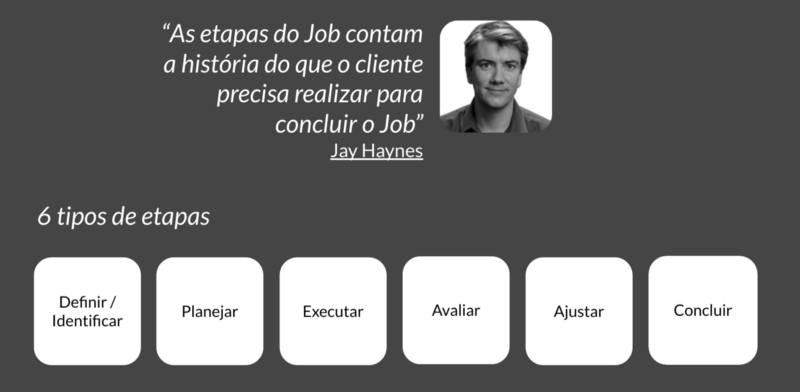 “As etapas do Job contam
a história do que o cliente
precisa realizar para
concluir o Job”
Jay Haynes
6 tipos de etapas
Definir /
Identificar
Planejar
Executar
Avaliar
Ajustar
Concluir